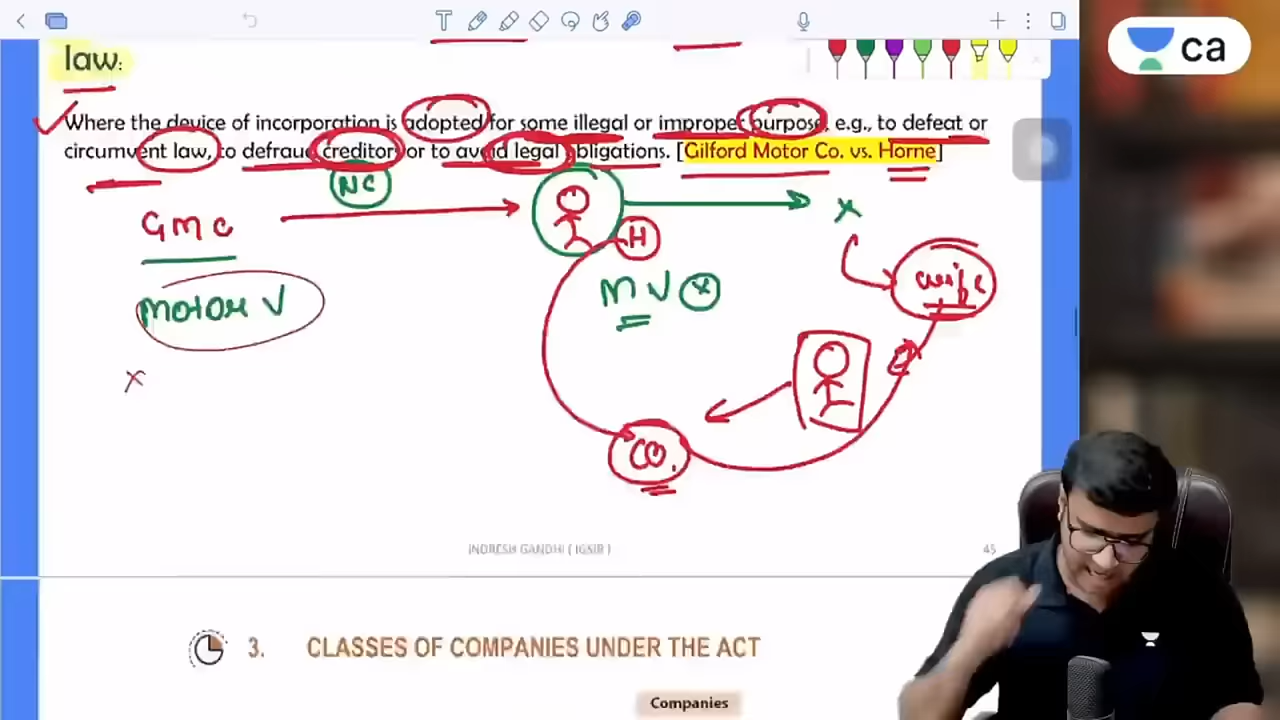 ca
law:
Where the device of incorporation is adopted for some illegal or improper purpose, e.g., to defeat or
circumvent law, to defraud creditor or to avoid legal obligations. [Gilford Motor Co. vs. Horne]
NC
GMC
x
H
wife
Motor V
MV x
x
CO.
INDRESH GANDHI ( IGSIR )
45
3. CLASSES OF COMPANIES UNDER THE ACT
Companies